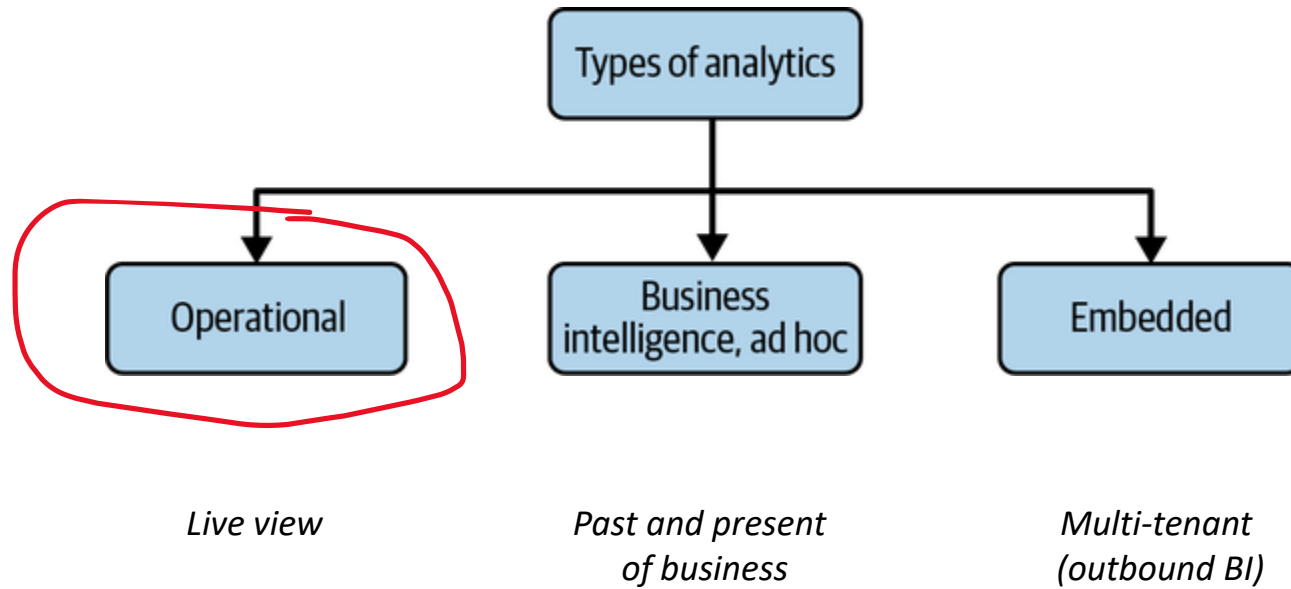 Types of analytics
Operational
Business
intelligence, ad hoc
Embedded
Live view
Past and present
of business
Multi-tenant
(outbound BI)